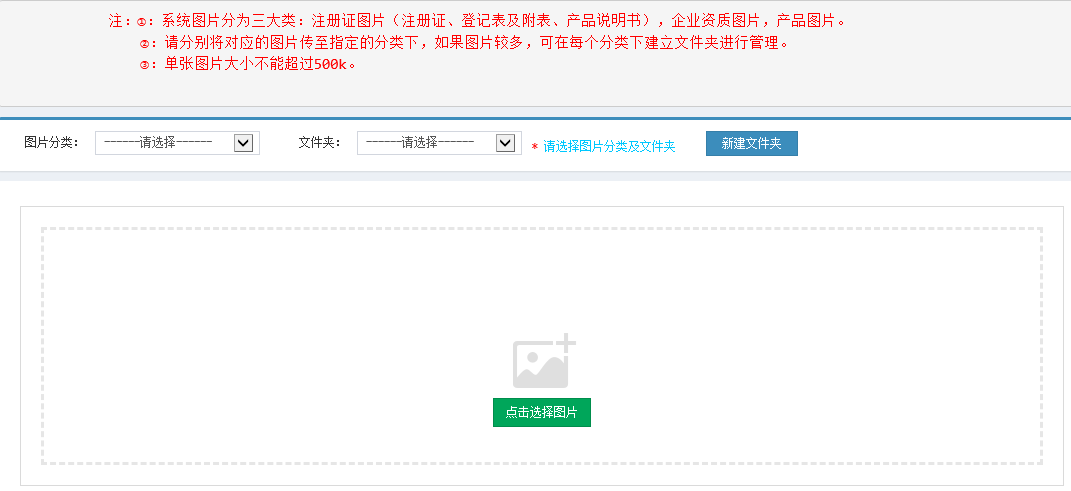 注：①：系统图片分为三大类：注册证图片（注册证、登记表及附表、产品说明书），企业资质图片，产品图片。
②：请分别将对应的图片传至指定的分类下，如果图片较多，可在每个分类下建立文件夹进行管理。
③：单张图片大小不能超过500k。
图片分类： ------请选择------ 文件夹： ------请选择------ * 请选择图片分类及文件夹 新建文件夹
点击选择图片